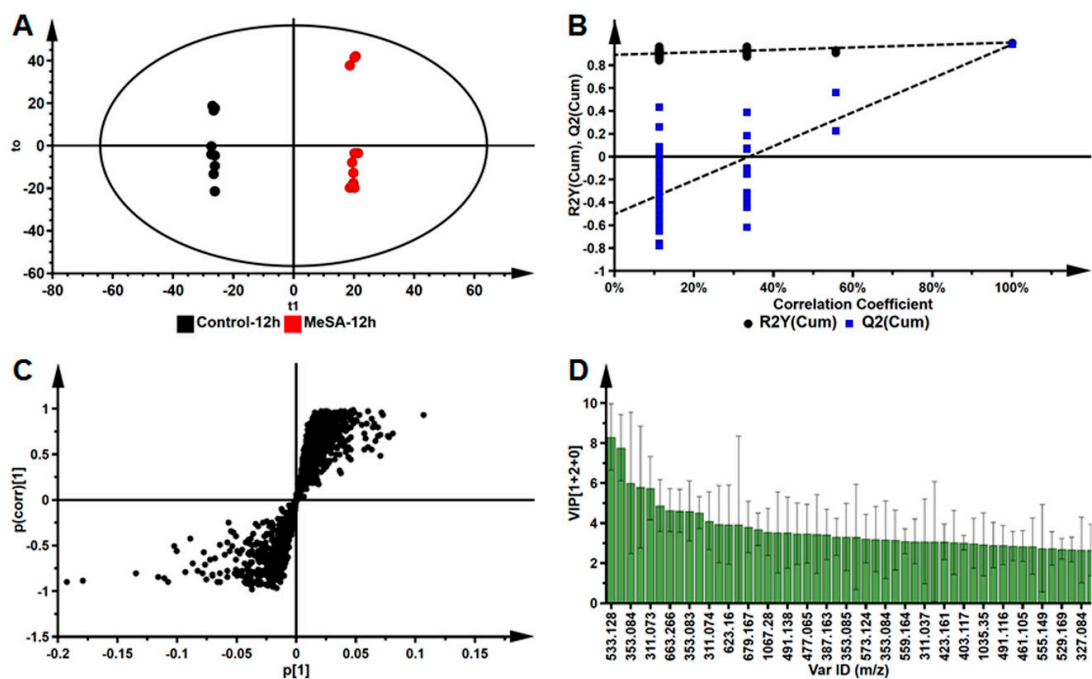 A
to
40
20
0
-20
-40
-60
-80 -60 -40 -20 0 20 40 60 80
t1
Control-12h MeSA-12h
B
R2Y(Cum), Q2(Cum)
0.8
0.6
0.4
0.2
0
-0.2
-0.4
-0.6
-0.8
-1
0% 20% 40% 60% 80% 100%
Correlation Coefficient
R2Y(Cum) Q2(Cum)
C
p(corr)[1]
1
0.5
0
-0.5
-1
-1.5
-0.2 -0.15 -0.1 -0.05 0 0.05 0.1 0.15
p[1]
D
VIP[1+2+0]
10
8
6
4
2
0
533.128 353.084 311.073 663.266 353.083 311.074 623.16 679.167 1067.28 491.138 477.065 387.163 353.085 573.124 353.084 559.164 311.037 423.161 403.117 1035.35 491.116 461.105 555.149 529.169 327.084
Var ID (m/z)